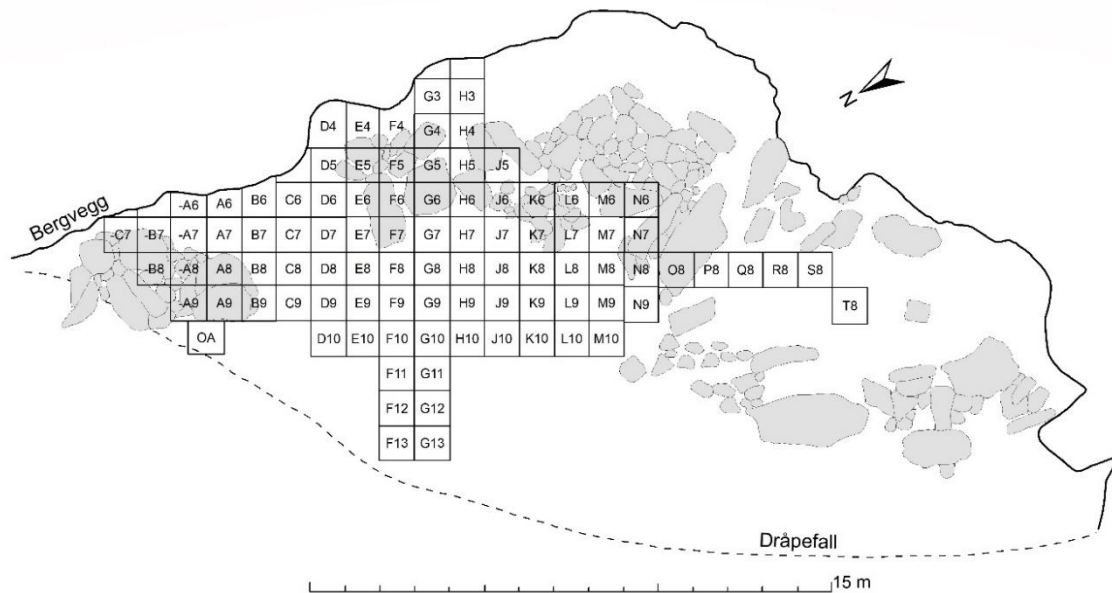 N
G3 H3
D4 E4 F4 G4 H4
D5 E5 F5 G5 H5 J5
Bergvegg
-A6 A6 B6 C6 D6 E6 F6 G6 H6 J6 K6 L6 M6 N6
-C7 -B7 -A7 A7 B7 C7 D7 E7 F7 G7 H7 J7 K7 L7 M7 N7
-B8 -A8 A8 B8 C8 D8 E8 F8 G8 H8 J8 K8 L8 M8 N8 O8 P8 Q8 R8 S8
-A9 A9 B9 C9 D9 E9 F9 G9 H9 J9 K9 L9 M9 N9 T8
OA D10 E10 F10 G10 H10 J10 K10 L10 M10
F11 G11
F12 G12
F13 G13
Dråpefall
15 m